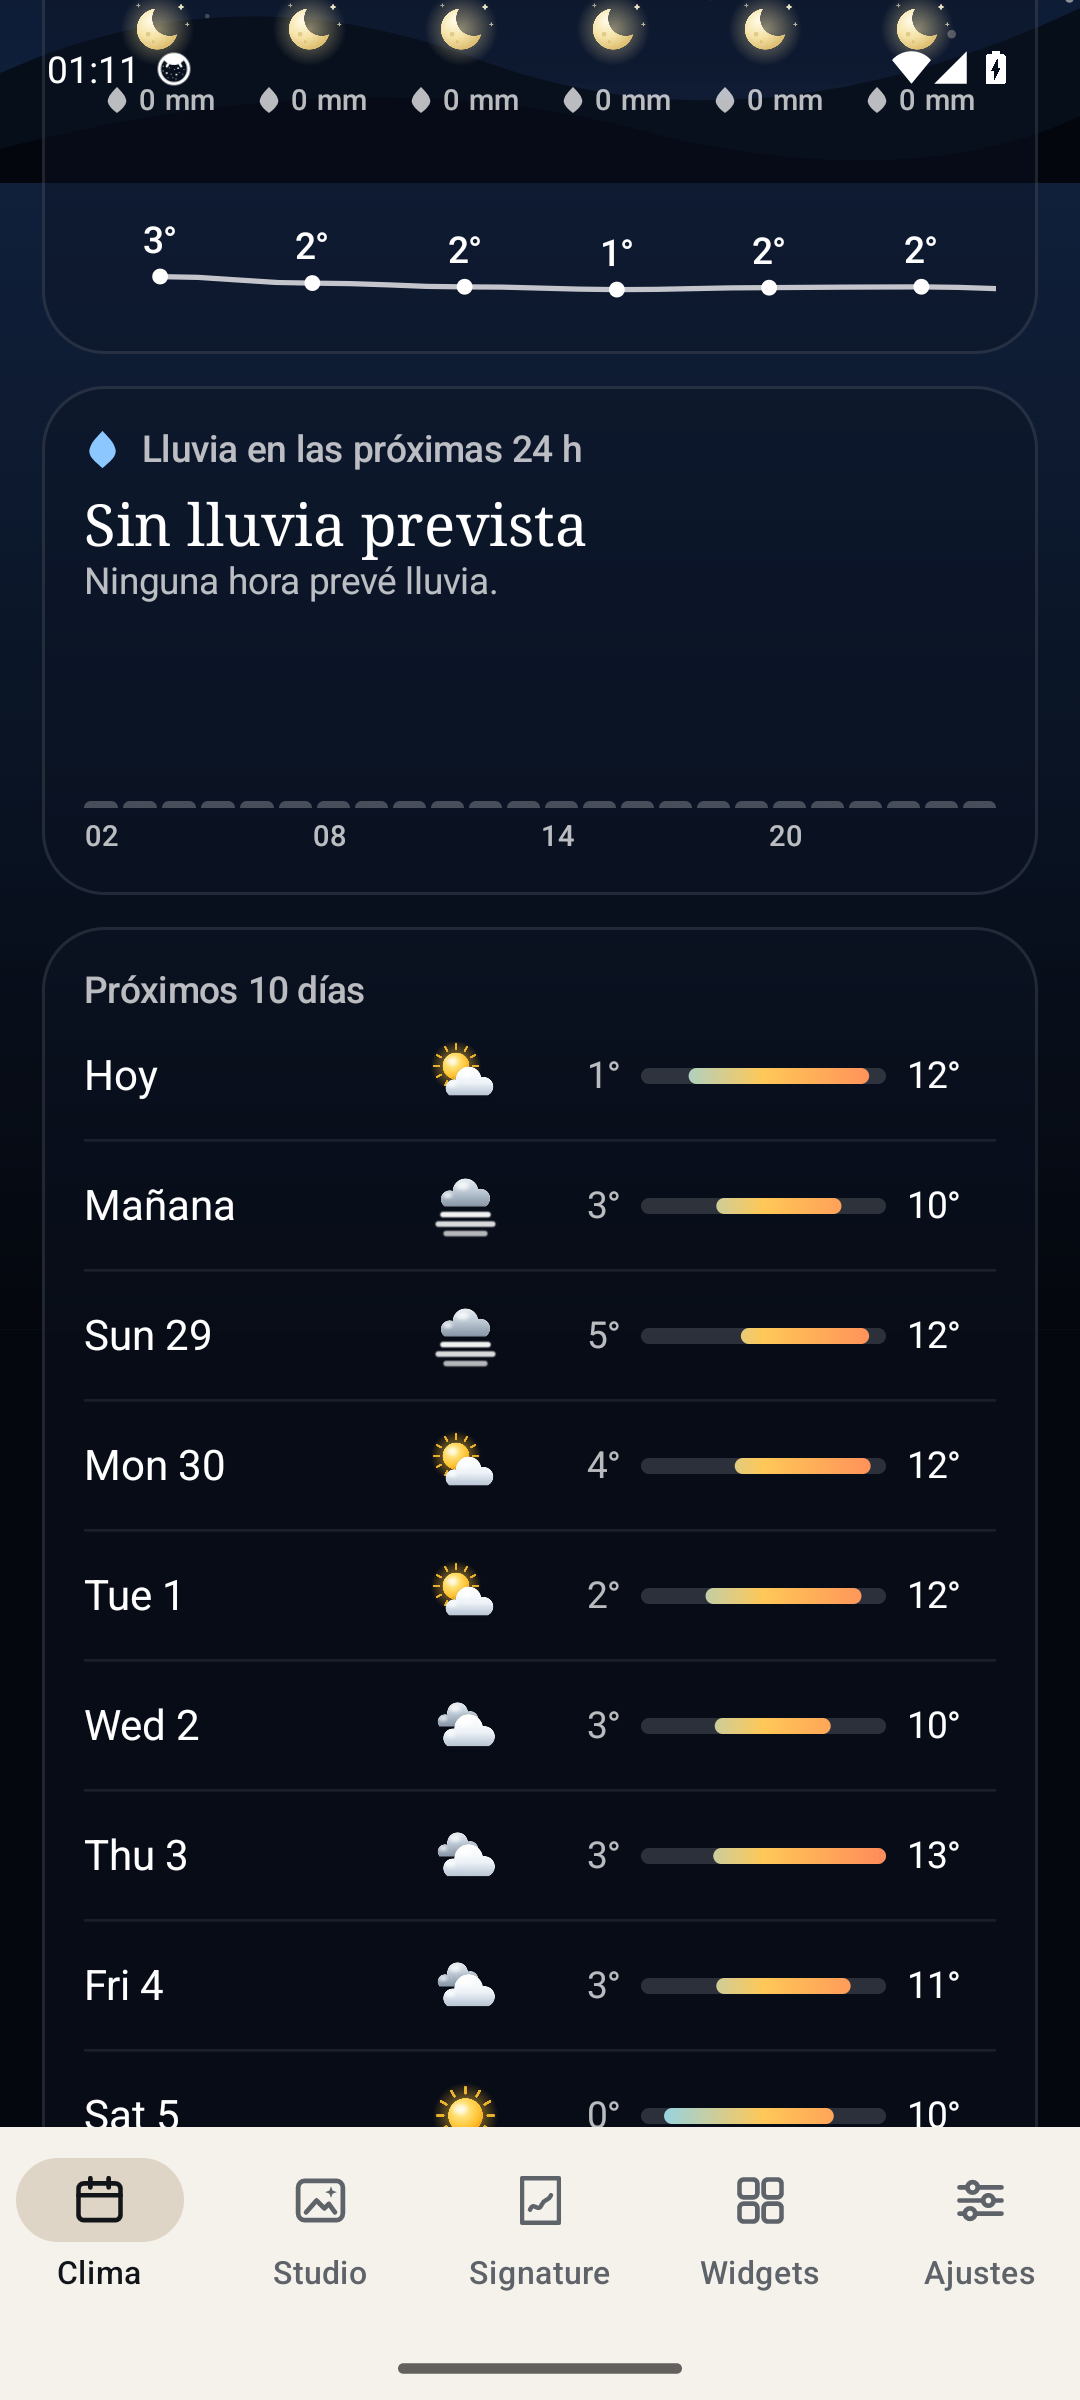 01:11
0 mm 0 mm 0 mm 0 mm 0 mm 0 mm
3° 2° 2° 1° 2° 2°
Lluvia en las próximas 24 h
Sin lluvia prevista
Ninguna hora prevé lluvia.
02 08 14 20
Próximos 10 días
Hoy 1° 12°
Mañana 3° 10°
Sun 29 5° 12°
Mon 30 4° 12°
Tue 1 2° 12°
Wed 2 3° 10°
Thu 3 3° 13°
Fri 4 3° 11°
Sat 5 0° 10°
Clima Studio Signature Widgets Ajustes